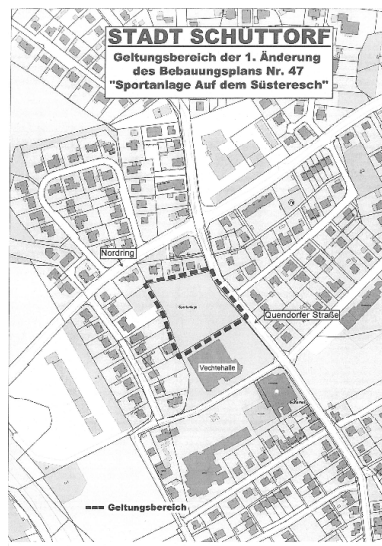 STADT SCHÜTTORF
Geltungsbereich der 1. Änderung
des Bebauungsplans Nr. 47
"Sportanlage Auf dem Süsteresch"
Nordring
Quendorfer Straße
Vechtehalle
Geltungsbereich